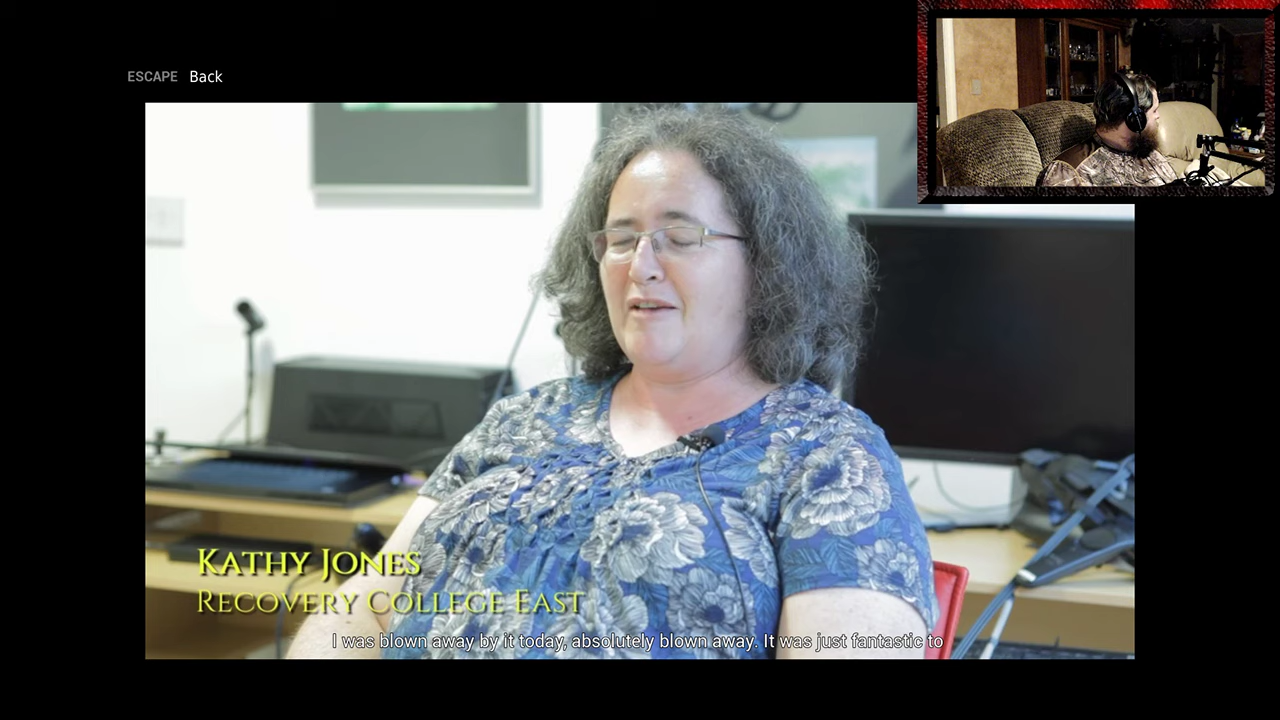 ESCAPE Back
KATHY JONES
RECOVERY COLLEGE EAST
I was blown away by it today, absolutely blown away. It was just fantastic to